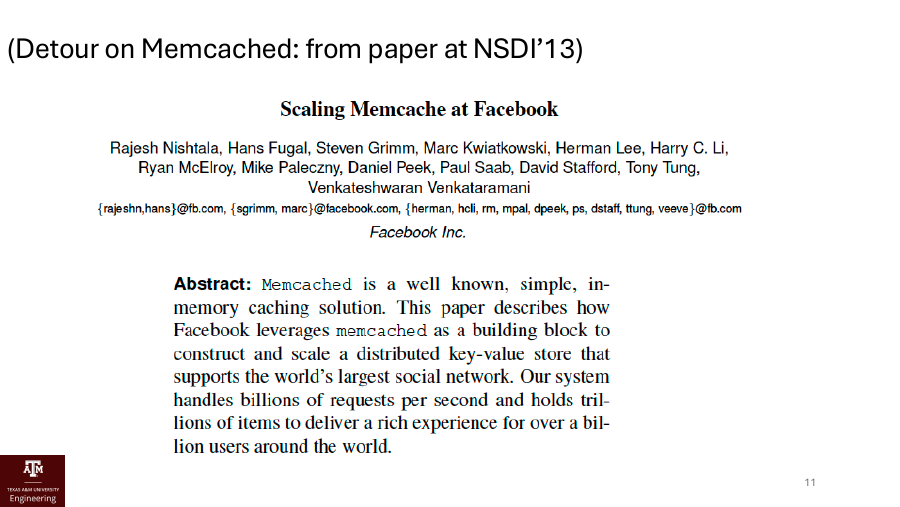 (Detour on Memcached: from paper at NSDI'13)
Scaling Memcache at Facebook
Rajesh Nishtala, Hans Fugal, Steven Grimm, Marc Kwiatkowski, Herman Lee, Harry C. Li,
Ryan McElroy, Mike Paleczny, Daniel Peek, Paul Saab, David Stafford, Tony Tung,
Venkateshwaran Venkataramani
{rajeshn,hans}@fb.com, {sgrimm, marc}@facebook.com, {herman, hcli, rm, mpal, dpeek, ps, dstaff, ttung, veeve}@fb.com
Facebook Inc.
Abstract: Memcached is a well known, simple, in-
memory caching solution. This paper describes how
Facebook leverages memcached as a building block to
construct and scale a distributed key-value store that
supports the world's largest social network. Our system
handles billions of requests per second and holds tril-
lions of items to deliver a rich experience for over a bil-
lion users around the world.
ATM
TEXAS A&M UNIVERSITY
Engineering
11